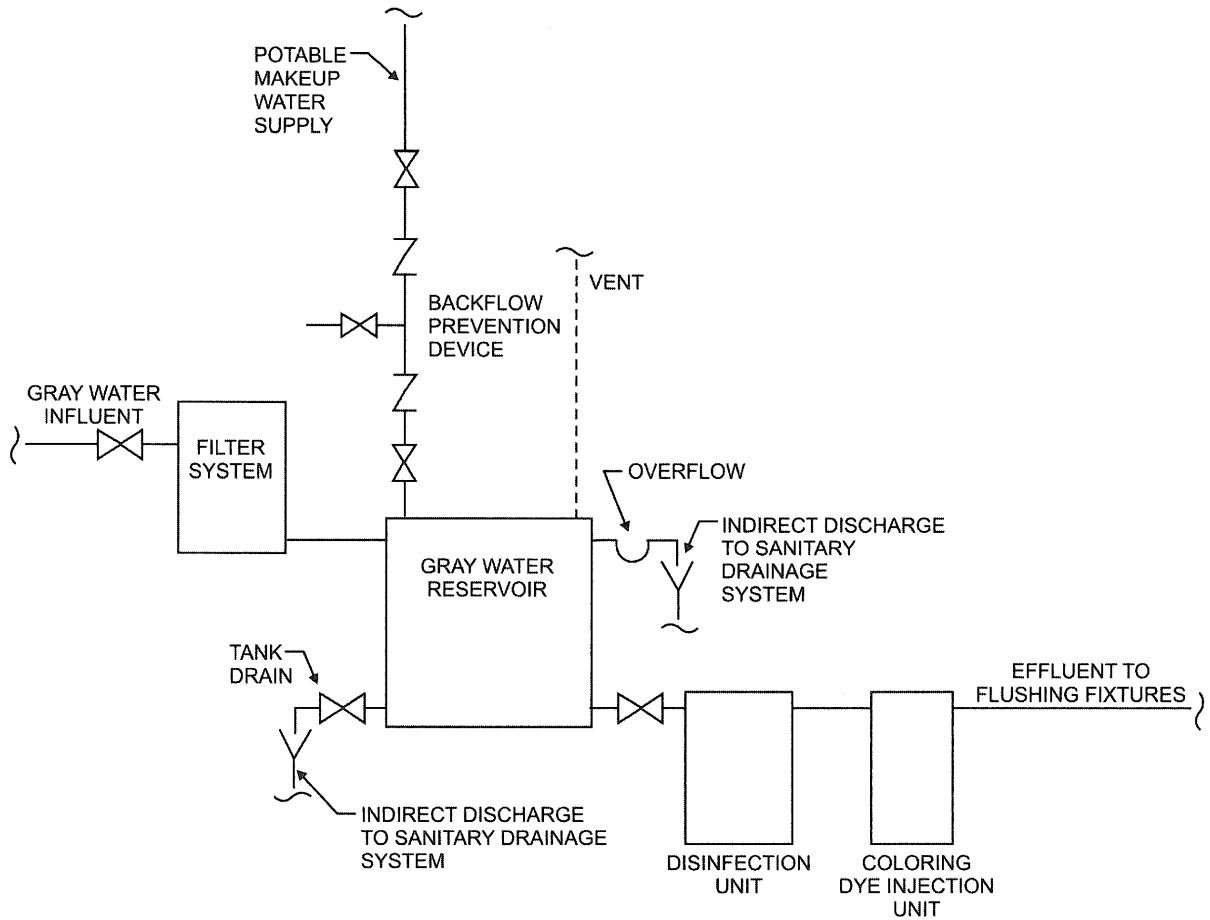 POTABLE
MAKEUP
WATER
SUPPLY
VENT
BACKFLOW
PREVENTION
DEVICE
GRAY WATER
INFLUENT
FILTER
SYSTEM
OVERFLOW
INDIRECT DISCHARGE
TO SANITARY
DRAINAGE
SYSTEM
GRAY WATER
RESERVOIR
TANK
DRAIN
EFFLUENT TO
FLUSHING FIXTURES
INDIRECT DISCHARGE
TO SANITARY DRAINAGE
SYSTEM
DISINFECTION
UNIT
COLORING
DYE INJECTION
UNIT